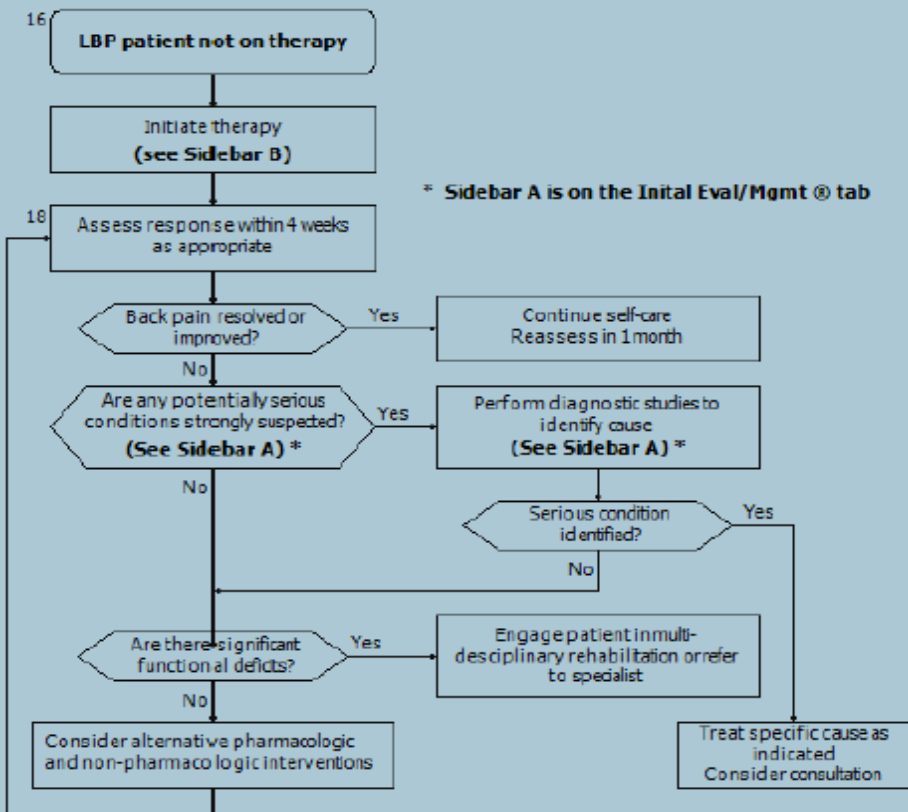 16
LBP patient not on therapy
Initiate therapy
(see Sidebar B)
* Sidebar A is on the Inital Eval/Mgmt ® tab
18
Assess response within 4 weeks
as appropriate
Back pain resolved or
improved?
Yes
Continue self-care
Reassess in 1 month
No
Are any potentially serious
conditions strongly suspected?
(See Sidebar A) *
Yes
Perform diagnostic studies to
identify cause
(See Sidebar A) *
No
Serious condition
identified?
Yes
No
Are there significant
functional deficits?
Yes
Engage patient in multi-
desciplinary rehabilitation or refer
to specialist
No
Consider alternative pharmacologic
and non-pharmacologic interventions
Treat specific cause as
indicated
Consider consultation